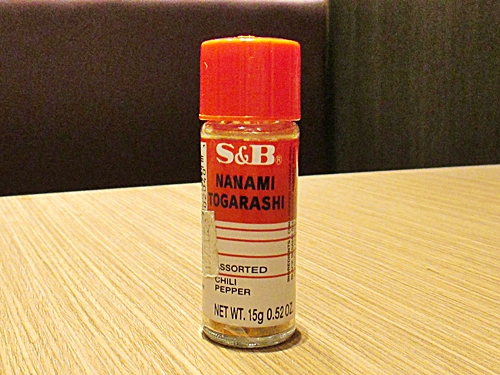 S&B®
NANAMI
TOGARASHI
ASSORTED
CHILI
PEPPER
NET WT. 15g 0.52 OZ.